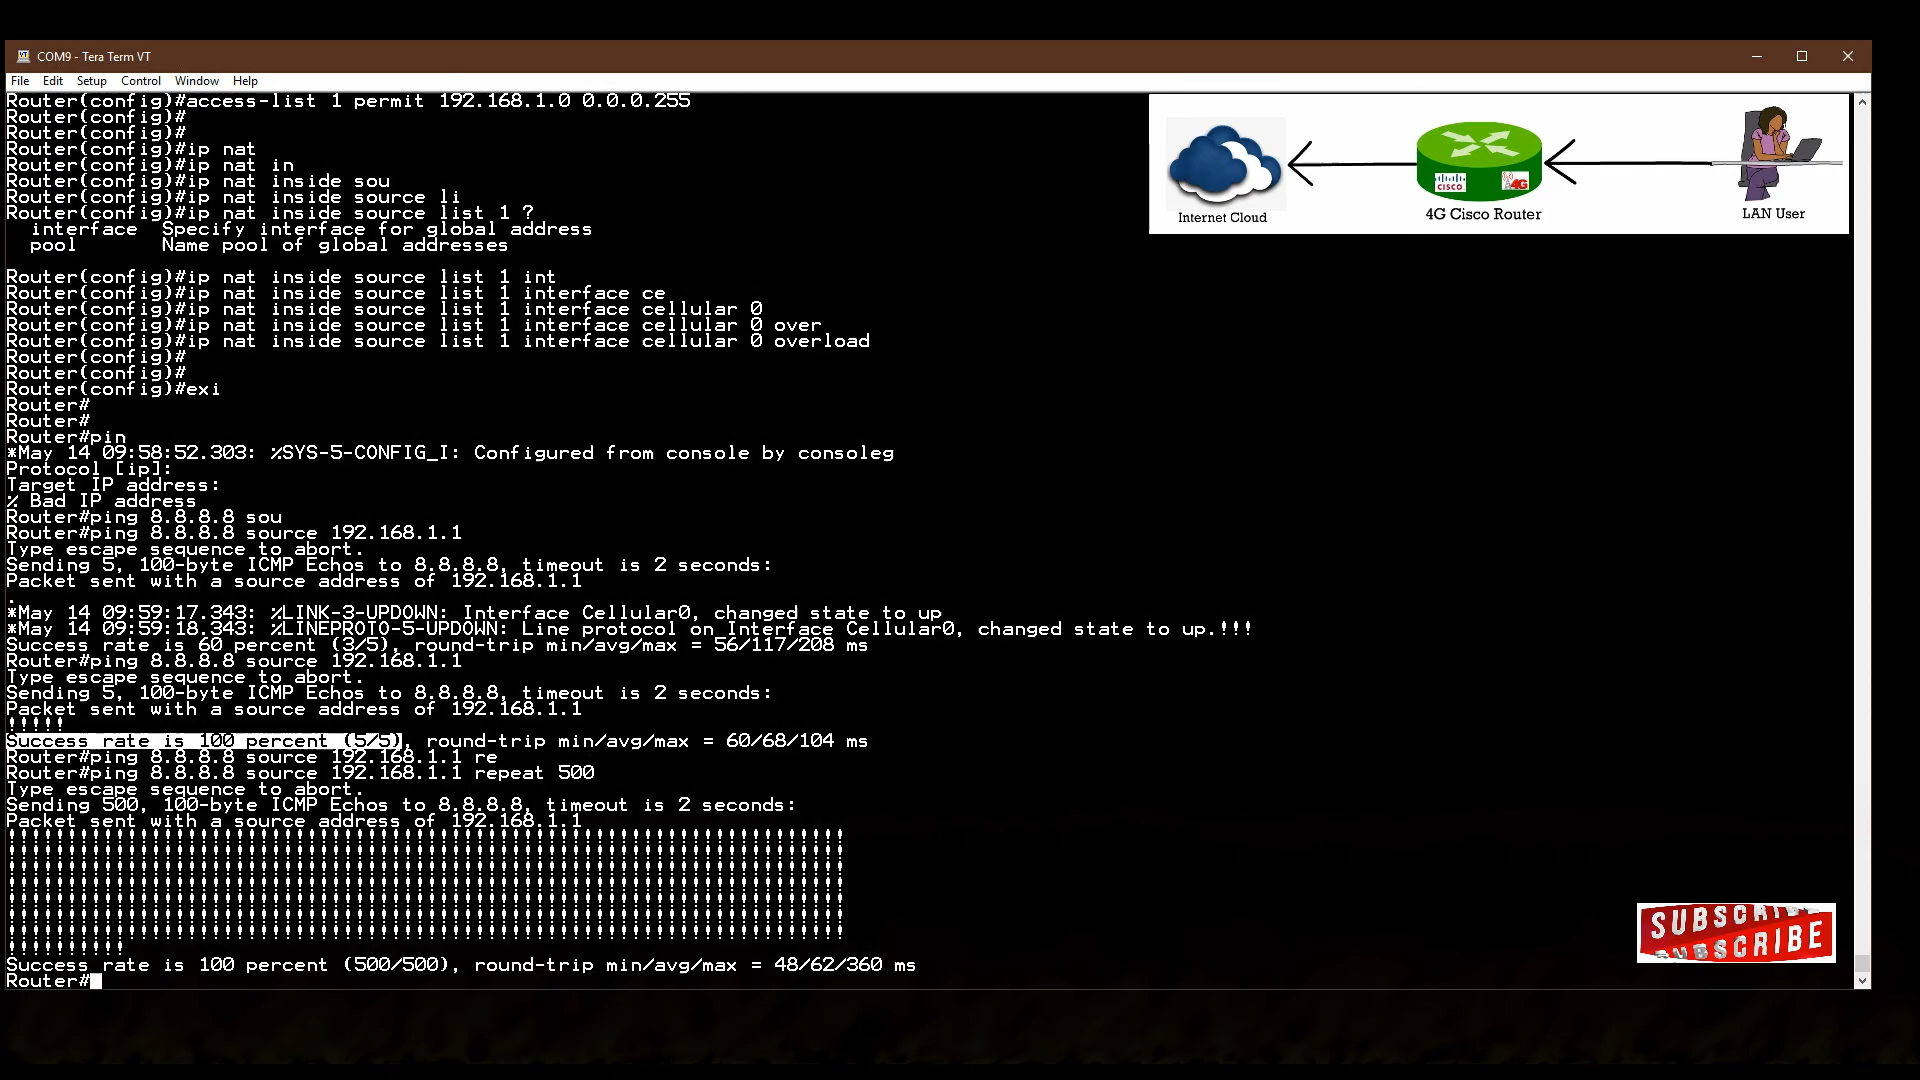 COM9 - Tera Term VT
File Edit Setup Control Window Help
Router(config)#access-list 1 permit 192.168.1.0 0.0.0.255
Router(config)#
Router(config)#
Router(config)#ip nat
Router(config)#ip nat in
Router(config)#ip nat inside sou
Router(config)#ip nat inside source li
Router(config)#ip nat inside source list 1 ?
  interface  Specify interface for global address
  pool       Name pool of global addresses
Router(config)#ip nat inside source list 1 int
Router(config)#ip nat inside source list 1 interface ce
Router(config)#ip nat inside source list 1 interface cellular 0
Router(config)#ip nat inside source list 1 interface cellular 0 over
Router(config)#ip nat inside source list 1 interface cellular 0 overload
Router(config)#
Router(config)#
Router(config)#exi
Router#
Router#
Router#pin
*May 14 09:58:52.303: %SYS-5-CONFIG_I: Configured from console by consoleg
Protocol [ip]:
Target IP address:
% Bad IP address
Router#ping 8.8.8.8 sou
Router#ping 8.8.8.8 source 192.168.1.1
Type escape sequence to abort.
Sending 5, 100-byte ICMP Echos to 8.8.8.8, timeout is 2 seconds:
Packet sent with a source address of 192.168.1.1
.
*May 14 09:59:17.343: %LINK-3-UPDOWN: Interface Cellular0, changed state to up
*May 14 09:59:18.343: %LINEPROTO-5-UPDOWN: Line protocol on Interface Cellular0, changed state to up.!!!
Success rate is 60 percent (3/5), round-trip min/avg/max = 56/117/208 ms
Router#ping 8.8.8.8 source 192.168.1.1
Type escape sequence to abort.
Sending 5, 100-byte ICMP Echos to 8.8.8.8, timeout is 2 seconds:
Packet sent with a source address of 192.168.1.1
!!!!!
Success rate is 100 percent (5/5), round-trip min/avg/max = 60/68/104 ms
Router#ping 8.8.8.8 source 192.168.1.1 re
Router#ping 8.8.8.8 source 192.168.1.1 repeat 500
Type escape sequence to abort.
Sending 500, 100-byte ICMP Echos to 8.8.8.8, timeout is 2 seconds:
Packet sent with a source address of 192.168.1.1
!!!!!!!!!!!!!!!!!!!!!!!!!!!!!!!!!!!!!!!!!!!!!!!!!!!!!!!!!!!!!!!!!!!!!!
!!!!!!!!!!!!!!!!!!!!!!!!!!!!!!!!!!!!!!!!!!!!!!!!!!!!!!!!!!!!!!!!!!!!!!
!!!!!!!!!!!!!!!!!!!!!!!!!!!!!!!!!!!!!!!!!!!!!!!!!!!!!!!!!!!!!!!!!!!!!!
!!!!!!!!!!!!!!!!!!!!!!!!!!!!!!!!!!!!!!!!!!!!!!!!!!!!!!!!!!!!!!!!!!!!!!
!!!!!!!!!!!!!!!!!!!!!!!!!!!!!!!!!!!!!!!!!!!!!!!!!!!!!!!!!!!!!!!!!!!!!!
!!!!!!!!!!!!!!!!!!!!!!!!!!!!!!!!!!!!!!!!!!!!!!!!!!!!!!!!!!!!!!!!!!!!!!
!!!!!!!!!!!!!!!!!!!!!!!!!!!!!!!!!!!!!!!!!!!!!!!!!!!!!!!!!!!!!!!!!!!!!!
!!!!!!!!!!
Success rate is 100 percent (500/500), round-trip min/avg/max = 48/62/360 ms
Router#
CISCO
4G
Internet Cloud
4G Cisco Router
LAN User
SUBSCRIBE
SUBSCRIBE